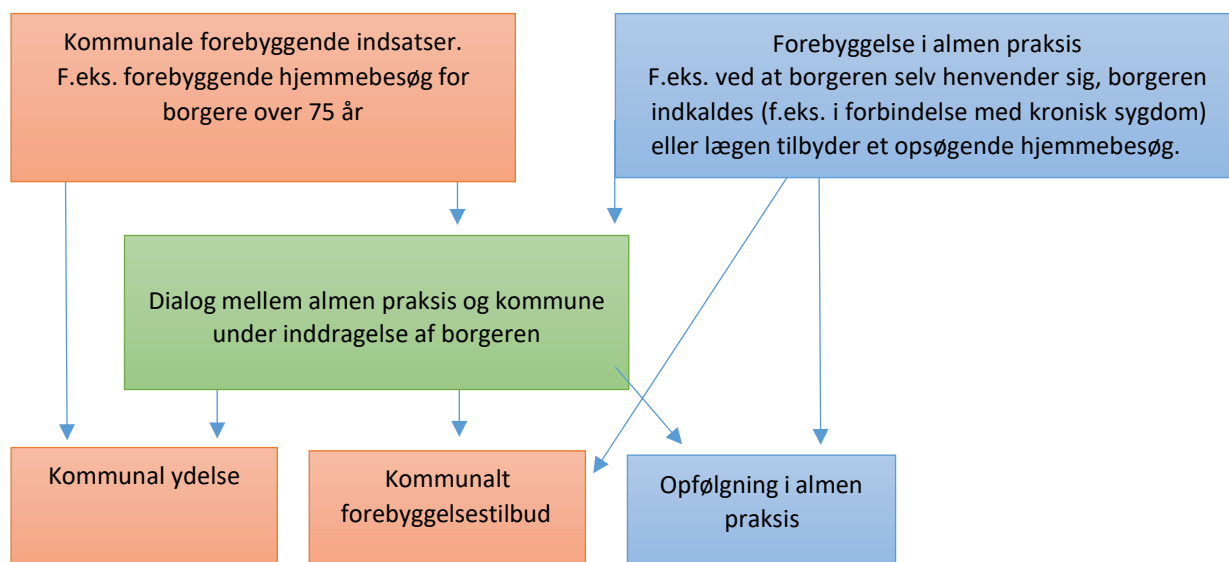 Kommunale forebyggende indsatser.
F.eks. forebyggende hjemmebesøg for
borgere over 75 år
Forebyggelse i almen praksis
F.eks. ved at borgeren selv henvender sig, borgeren
indkaldes (f.eks. i forbindelse med kronisk sygdom)
eller lægen tilbyder et opsøgende hjemmebesøg.
Dialog mellem almen praksis og kommune
under inddragelse af borgeren
Kommunal ydelse
Kommunalt
forebyggelsestilbud
Opfølgning i almen
praksis